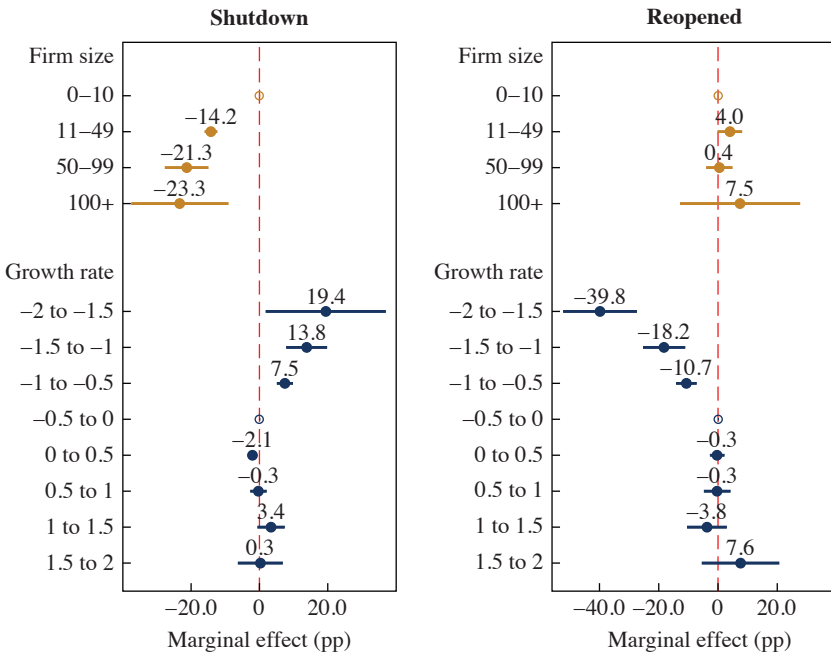 Shutdown
Firm size
0–10
11–49
50–99
100+
Growth rate
–2 to –1.5
–1.5 to –1
–1 to –0.5
–0.5 to 0
0 to 0.5
0.5 to 1
1 to 1.5
1.5 to 2
–14.2
–21.3
–23.3
19.4
13.8
7.5
–2.1
–0.3
3.4
0.3
–20.0 0 20.0
Marginal effect (pp)
Reopened
Firm size
0–10
11–49
50–99
100+
Growth rate
–2 to –1.5
–1.5 to –1
–1 to –0.5
–0.5 to 0
0 to 0.5
0.5 to 1
1 to 1.5
1.5 to 2
4.0
0.4
7.5
–39.8
–18.2
–10.7
–0.3
–0.3
–3.8
7.6
–40.0 –20.0 0 20.0
Marginal effect (pp)